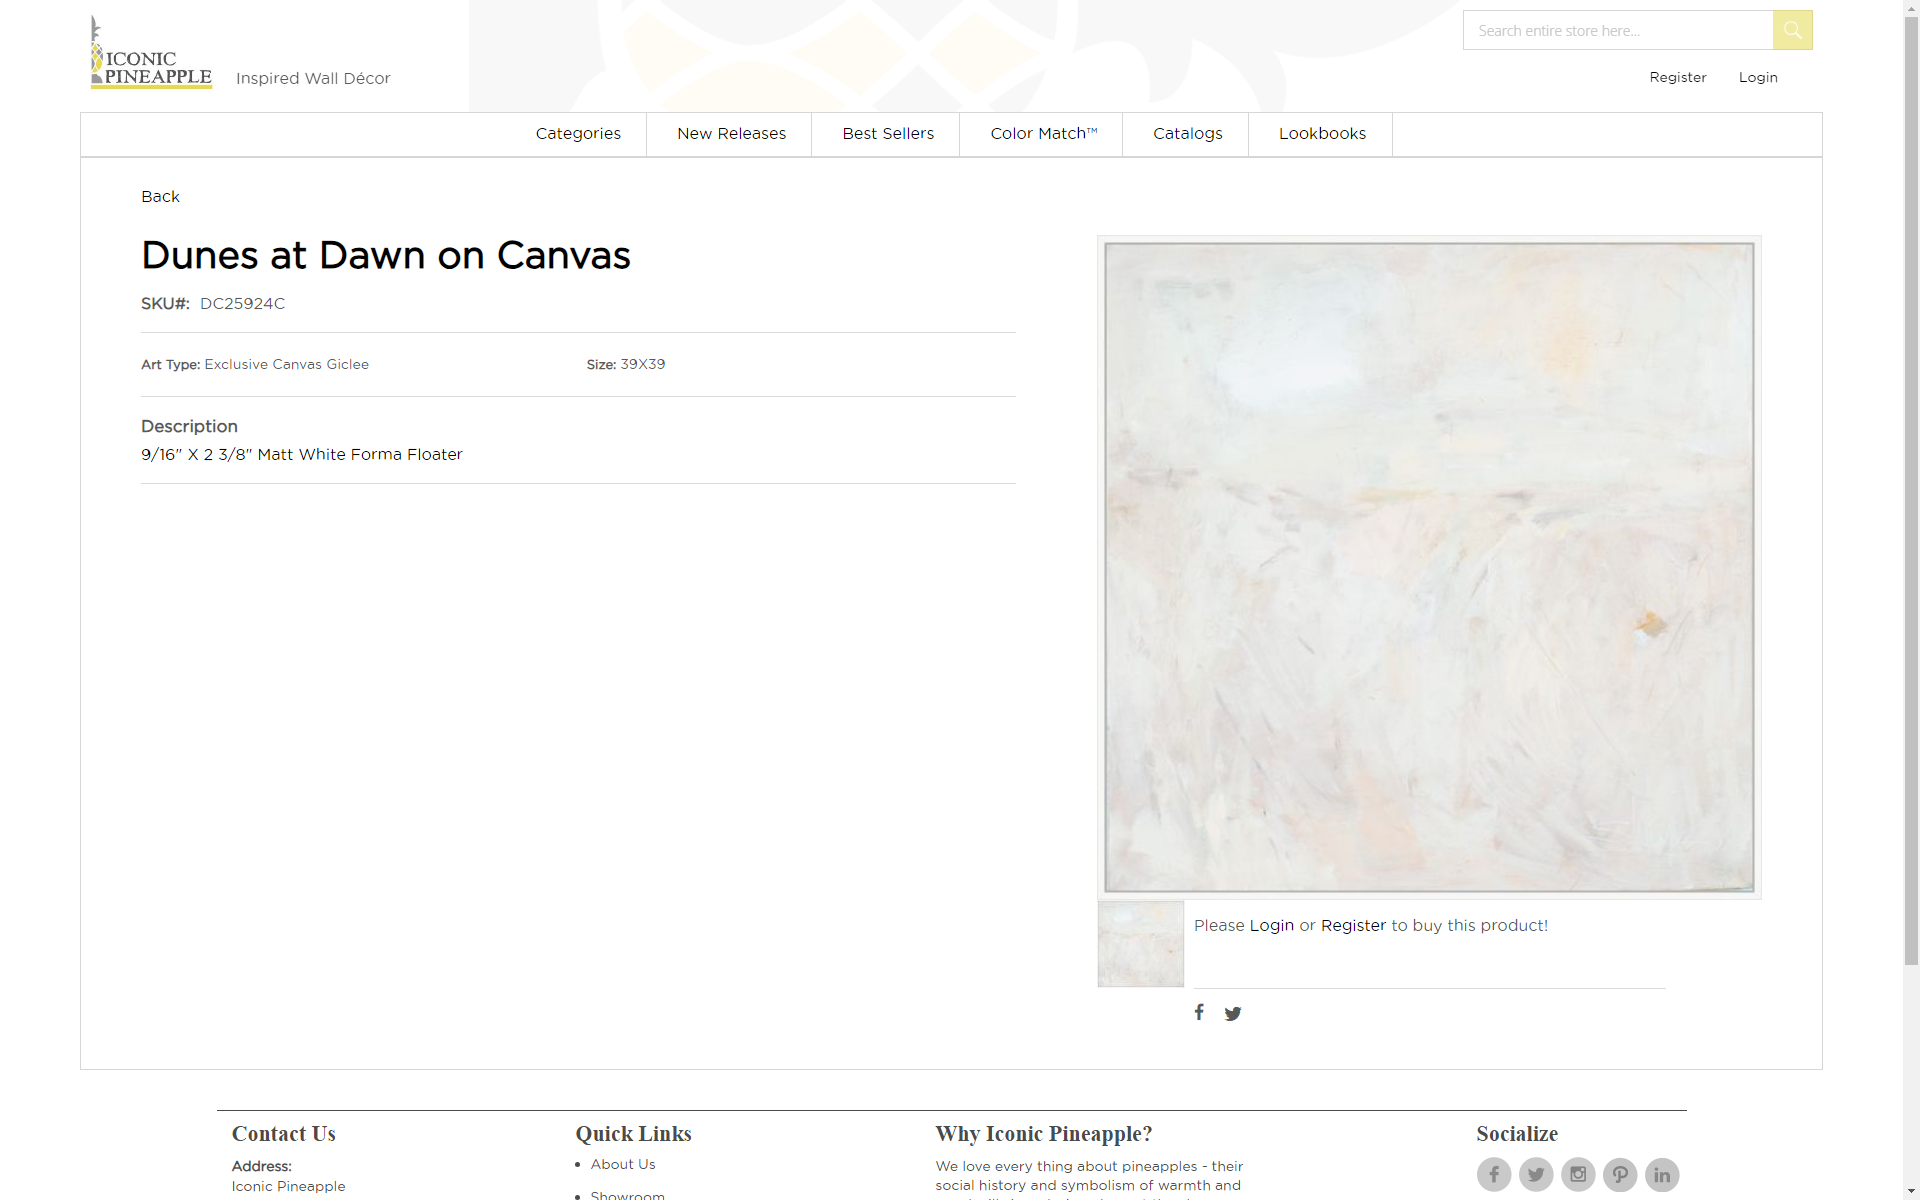 ICONIC
PINEAPPLE
Inspired Wall Décor
Search entire store here...
Register
Login
Categories
New Releases
Best Sellers
Color Match™
Catalogs
Lookbooks
Back
Dunes at Dawn on Canvas
SKU#: DC25924C
Art Type: Exclusive Canvas Giclee
Size: 39X39
Description
9/16" X 2 3/8" Matt White Forma Floater
Please Login or Register to buy this product!
Contact Us
Address:
Iconic Pineapple
Quick Links
About Us
Showroom
Why Iconic Pineapple?
We love every thing about pineapples - their
social history and symbolism of warmth and
Socialize